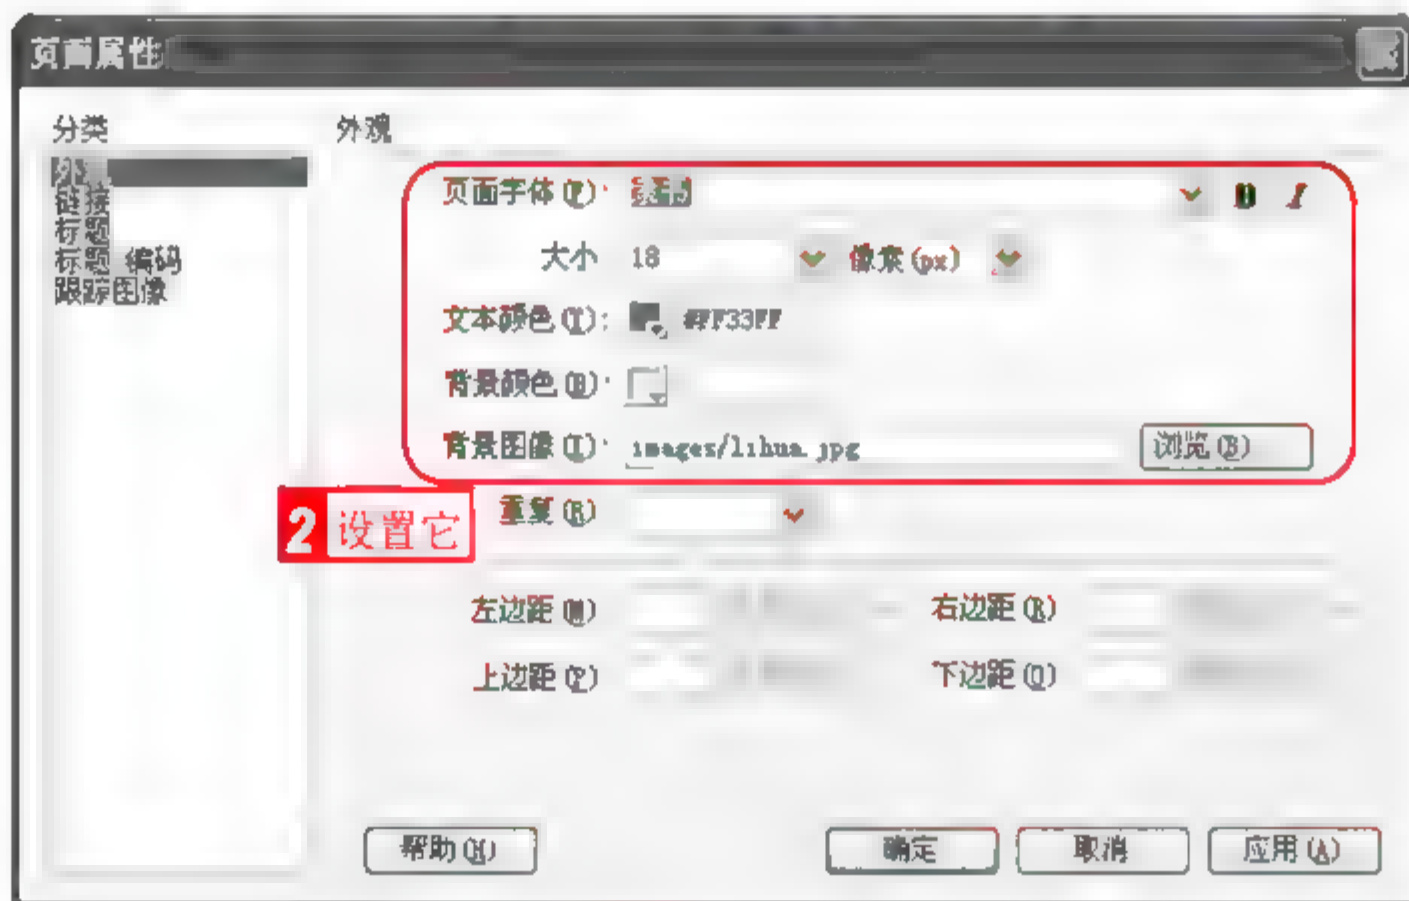 页面属性
分类
外观
外观
链接
标题
标题/编码
跟踪图像
页面字体(F):
B I
大小 18 像素(px)
文本颜色(T): #FF33FF
背景颜色(B):
背景图像(I): images/lihua.jpg 浏览(B)
重复(R)
2 设置它
左边距(M) 右边距(R)
上边距(P) 下边距(O)
帮助(H) 确定 取消 应用(A)